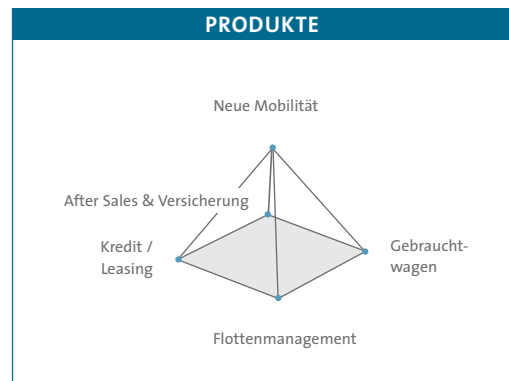 PRODUKTE
Neue Mobilität
After Sales & Versicherung
Kredit /
Leasing
Gebraucht-
wagen
Flottenmanagement